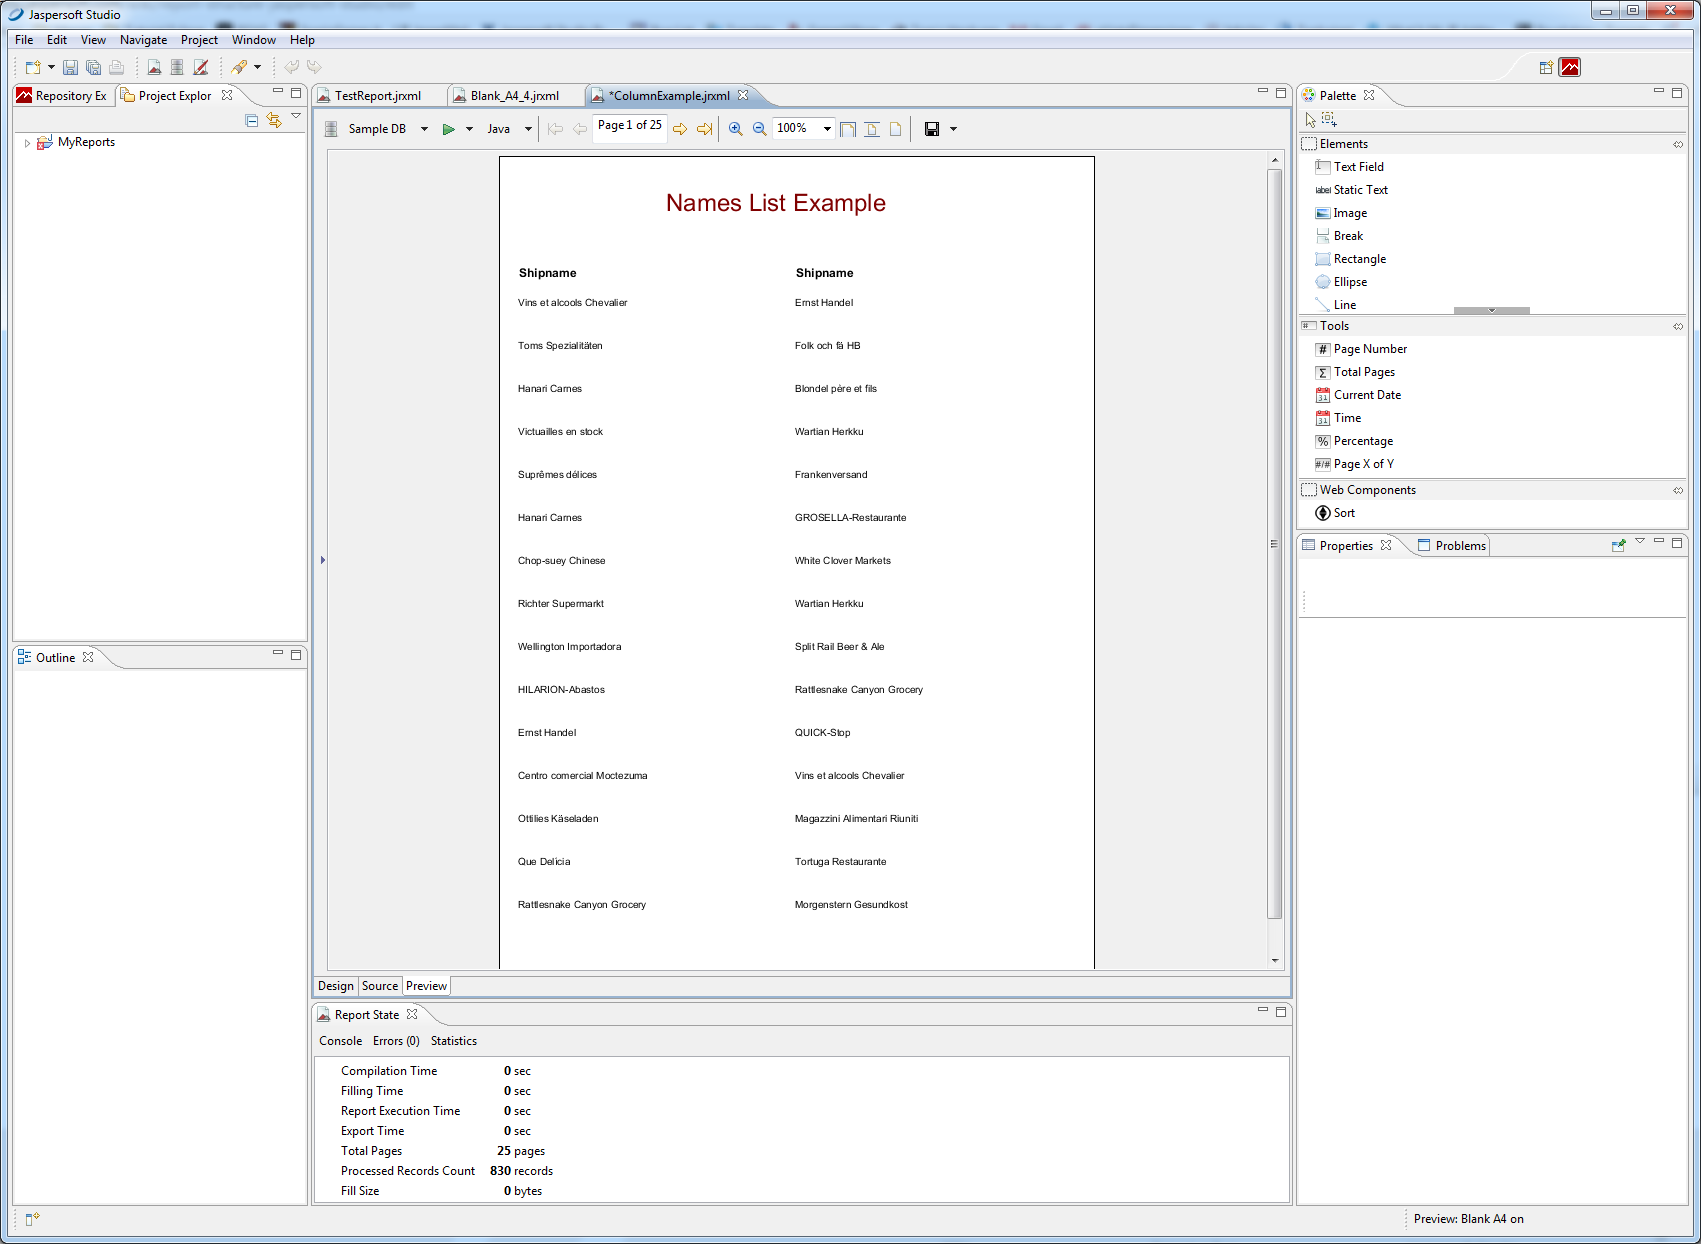 Jaspersoft Studio
File Edit View Navigate Project Window Help
Repository Ex Project Explor
MyReports
Outline
TestReport.jrxml Blank_A4_4.jrxml *ColumnExample.jrxml
Sample DB Java Page 1 of 25 100%
Names List Example
Shipname Shipname
Vins et alcools Chevalier Ernst Handel
Toms Spezialitäten Folk och fä HB
Hanari Carnes Blondel père et fils
Victuailles en stock Wartian Herkku
Suprêmes délices Frankenversand
Hanari Carnes GROSELLA-Restaurante
Chop-suey Chinese White Clover Markets
Richter Supermarkt Wartian Herkku
Wellington Importadora Split Rail Beer & Ale
HILARION-Abastos Rattlesnake Canyon Grocery
Ernst Handel QUICK-Stop
Centro comercial Moctezuma Vins et alcools Chevalier
Ottilies Käseladen Magazzini Alimentari Riuniti
Que Delícia Tortuga Restaurante
Rattlesnake Canyon Grocery Morgenstern Gesundkost
Design Source Preview
Report State
Console Errors (0) Statistics
Compilation Time 0 sec
Filling Time 0 sec
Report Execution Time 0 sec
Export Time 0 sec
Total Pages 25 pages
Processed Records Count 830 records
Fill Size 0 bytes
Palette
Elements
Text Field
label Static Text
Image
Break
Rectangle
Ellipse
Line
Tools
# Page Number
Σ Total Pages
31 Current Date
31 Time
% Percentage
#/# Page X of Y
Web Components
Sort
Properties Problems
Preview: Blank A4 on